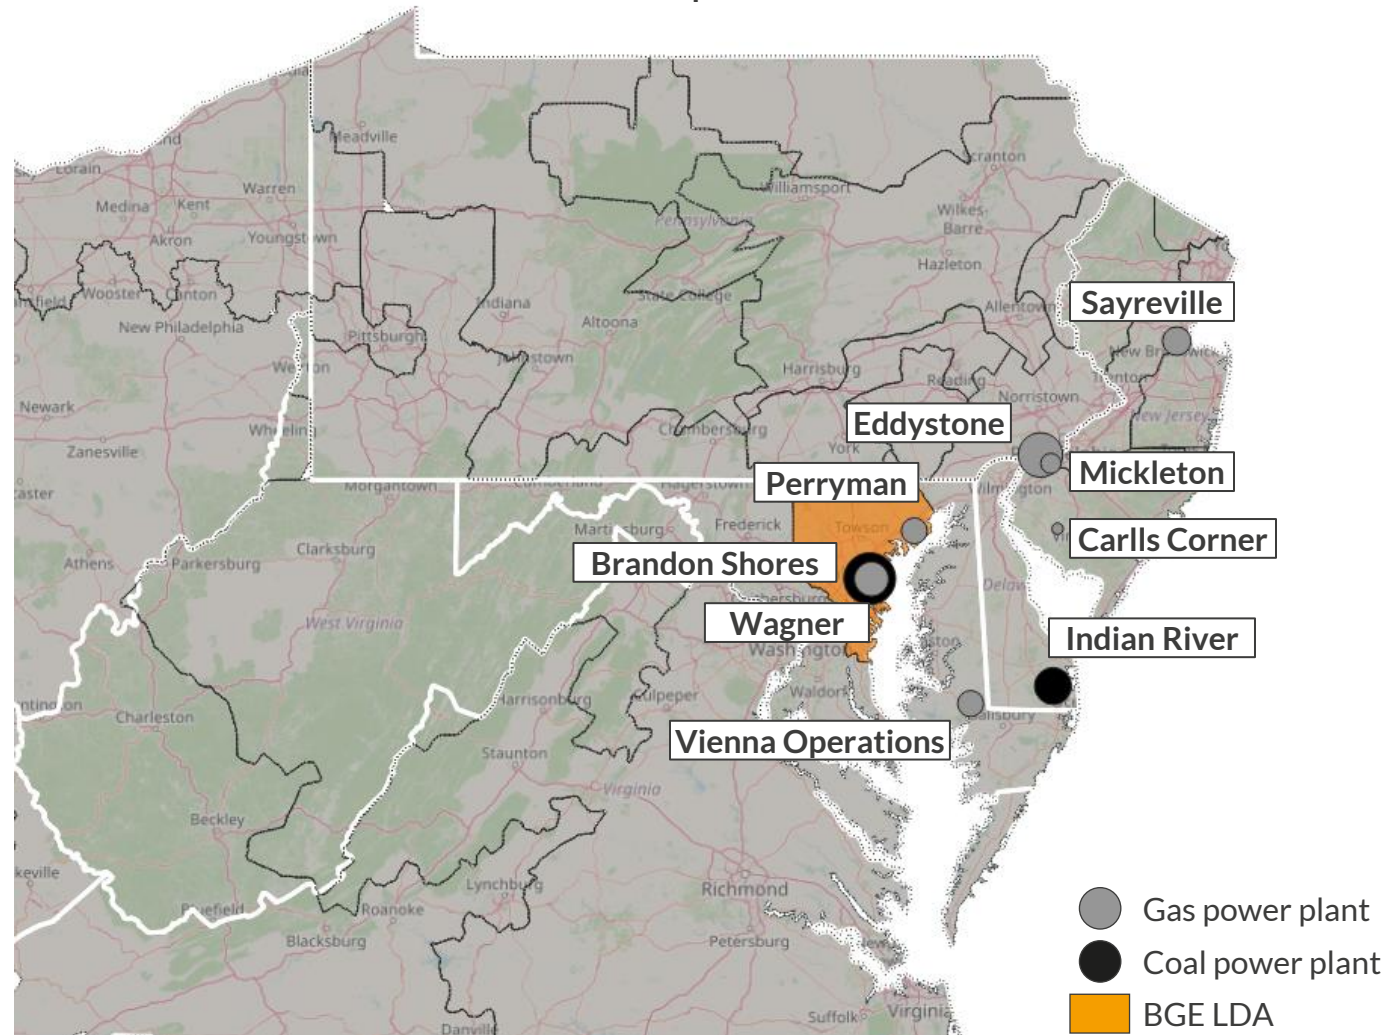 Meadville
Lorain
Warren
Medina
Kent
Akron
Youngstown
Wooster
Canton
New Philadelphia
Pittsburgh
Indiana
Johnstown
Altoona
State College
Pennsylvania
Williamsport
Scranton
Wilkes-
Barre
Hazleton
Allentown
Sayreville
New Brunswick
Trenton
New Jersey
Harrisburg
Reading
Norristown
Eddystone
Chambersburg
York
Mickleton
Perryman
Wilmington
Newark
Zanesville
Wheeling
Morgantown
Cumberland
Hagerstown
Martinsburg
Frederick
Towson
Carlls Corner
Brandon Shores
Athens
Parkersburg
Clarksburg
West Virginia
Wagner
Washington
Indian River
Charleston
Harrisonburg
Culpeper
Waldorf
Salisbury
Vienna Operations
Staunton
Virginia
Beckley
Lynchburg
Richmond
Bluefield
Roanoke
Blacksburg
Petersburg
Danville
Suffolk
Virginia
Gas power plant
Coal power plant
BGE LDA